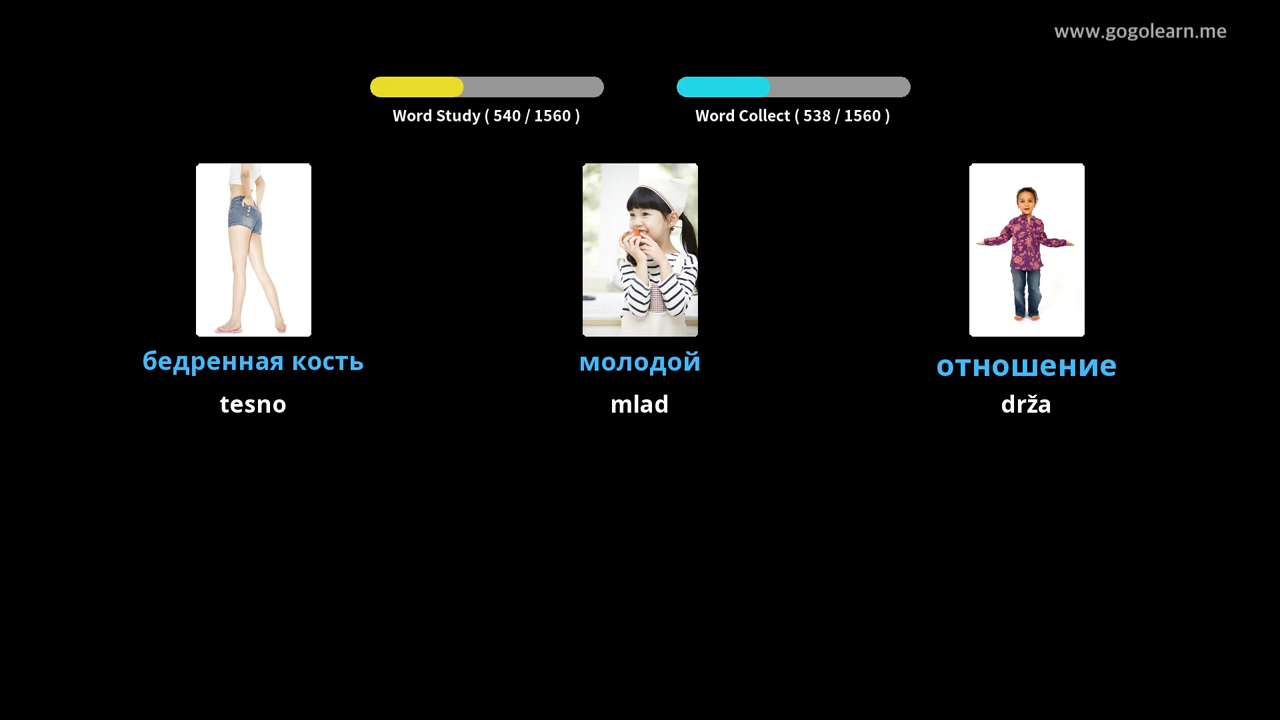 www.gogolearn.me
Word Study ( 540 / 1560 )
Word Collect ( 538 / 1560 )
бедренная кость
молодой
отношение
tesno
mlad
drža